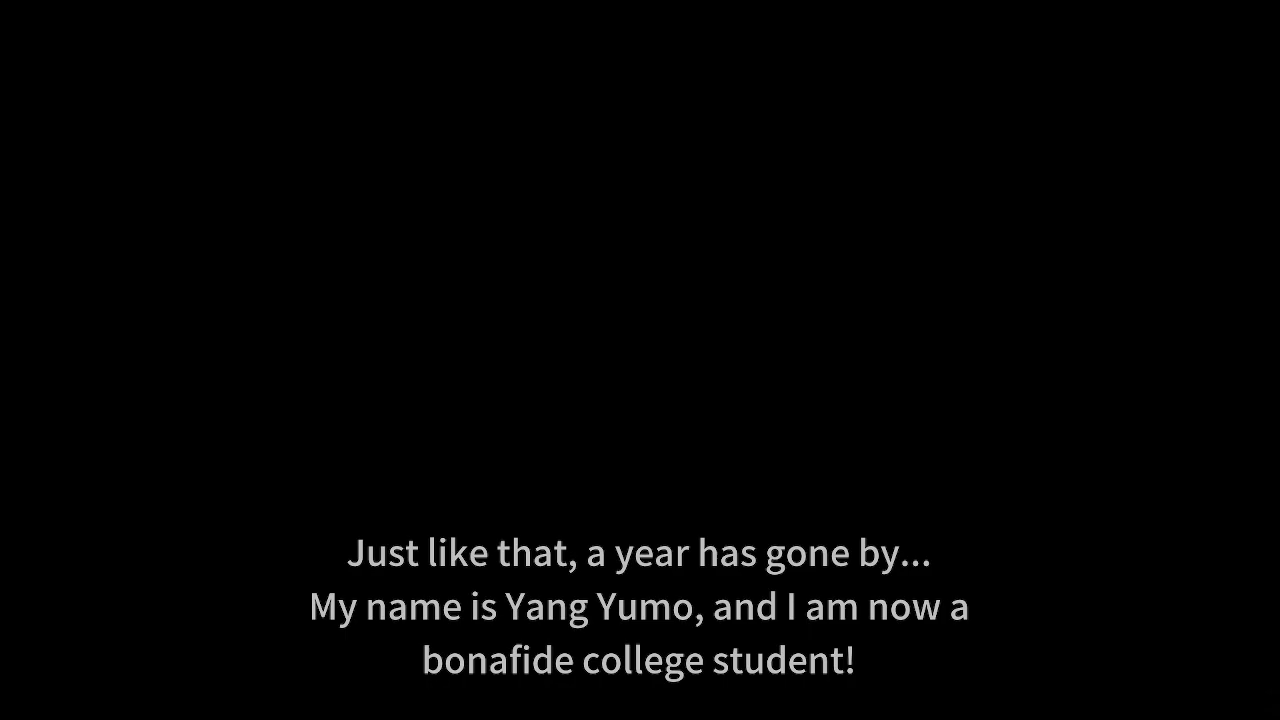 Just like that, a year has gone by...
My name is Yang Yumo, and I am now a
bonafide college student!